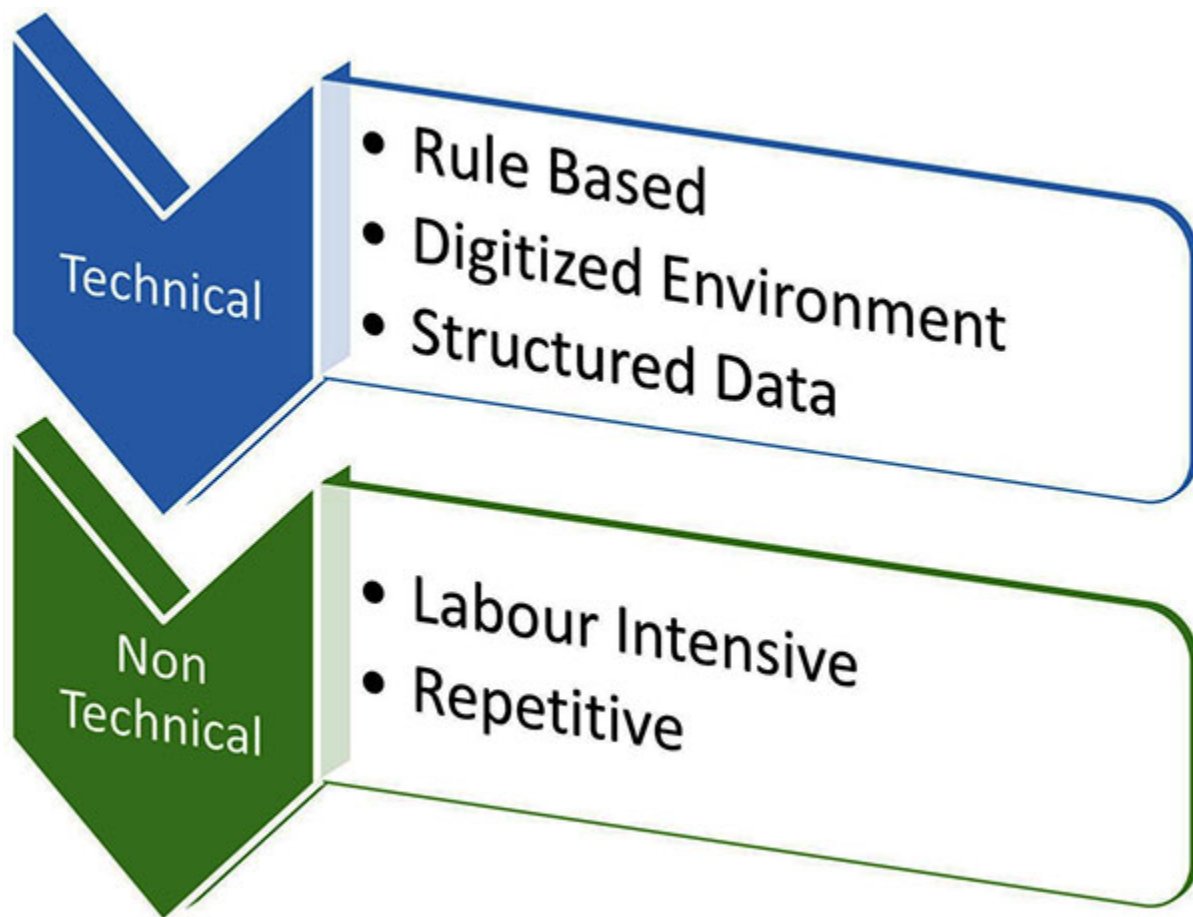 Technical
• Rule Based
• Digitized Environment
• Structured Data
Non
Technical
• Labour Intensive
• Repetitive